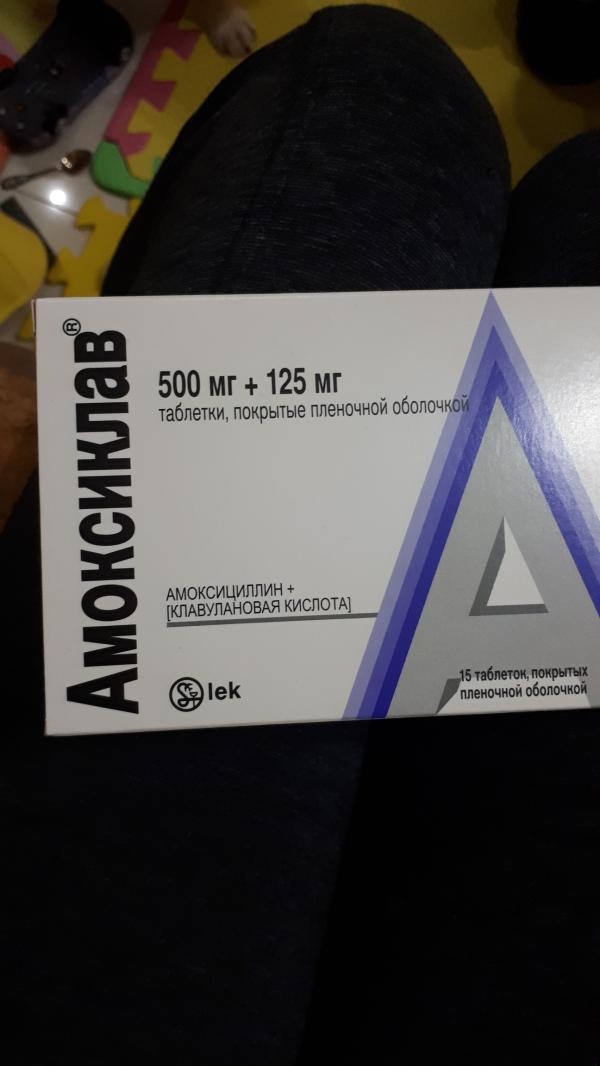 Амоксиклав®
500 мг + 125 мг
таблетки, покрытые пленочной оболочкой
АМОКСИЦИЛЛИН +
[КЛАВУЛАНОВАЯ КИСЛОТА]
lek
15 таблеток, покрытых
пленочной оболочкой